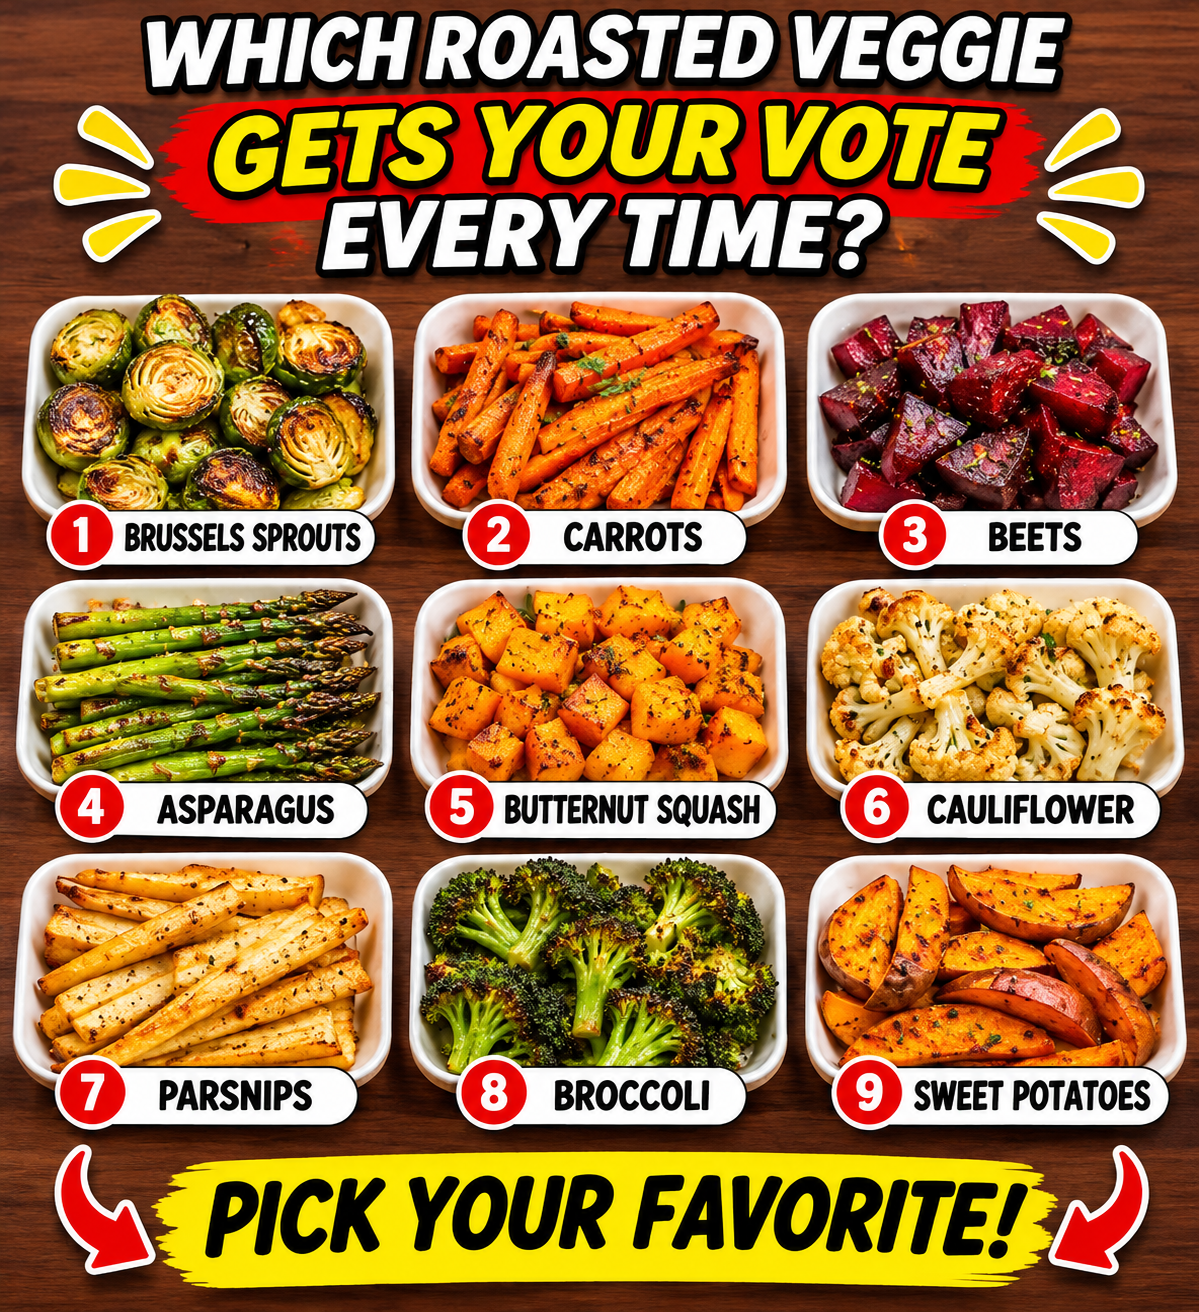 WHICH ROASTED VEGGIE
GETS YOUR VOTE
EVERY TIME?
1 BRUSSELS SPROUTS
2 CARROTS
3 BEETS
4 ASPARAGUS
5 BUTTERNUT SQUASH
6 CAULIFLOWER
7 PARSNIPS
8 BROCCOLI
9 SWEET POTATOES
PICK YOUR FAVORITE!